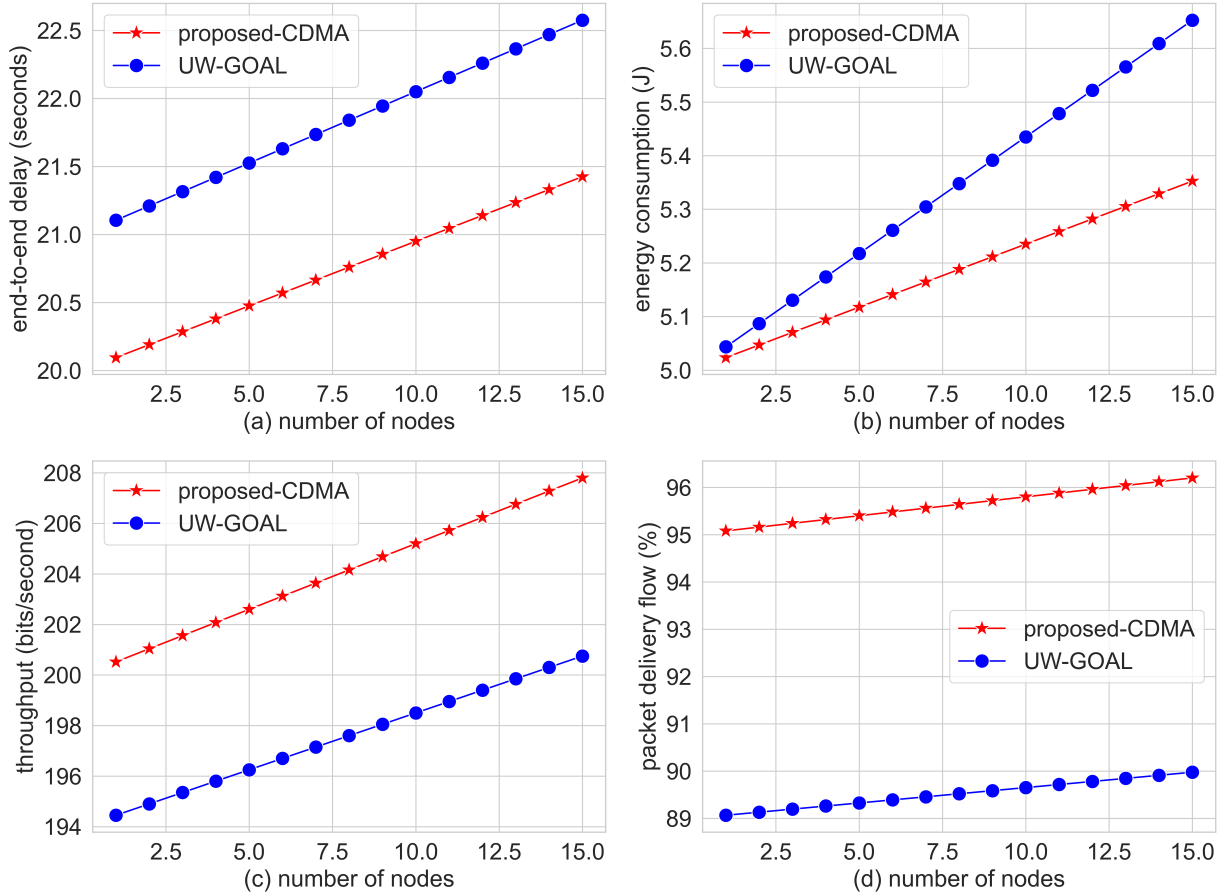 22.5
22.0
21.5
21.0
20.5
20.0
end-to-end delay (seconds)
proposed-CDMA
UW-GOAL
2.5 5.0 7.5 10.0 12.5 15.0
(a) number of nodes
5.6
5.5
5.4
5.3
5.2
5.1
5.0
energy consumption (J)
proposed-CDMA
UW-GOAL
2.5 5.0 7.5 10.0 12.5 15.0
(b) number of nodes
208
206
204
202
200
198
196
194
throughput (bits/second)
proposed-CDMA
UW-GOAL
2.5 5.0 7.5 10.0 12.5 15.0
(c) number of nodes
96
95
94
93
92
91
90
89
packet delivery flow (%)
proposed-CDMA
UW-GOAL
2.5 5.0 7.5 10.0 12.5 15.0
(d) number of nodes